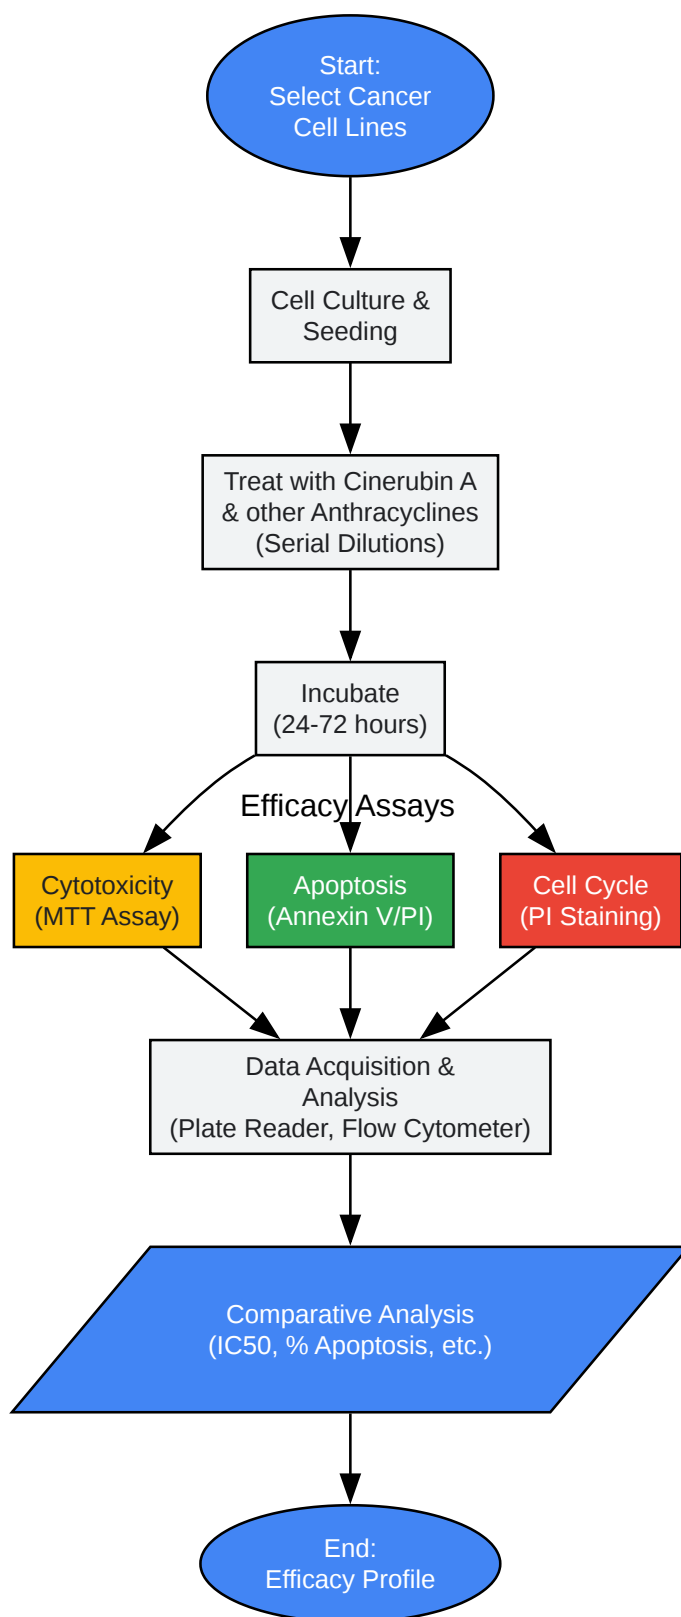 Start:
Select Cancer
Cell Lines
Cell Culture &
Seeding
Treat with Cinerubin A
& other Anthracyclines
(Serial Dilutions)
Incubate
(24-72 hours)
Efficacy Assays
Cytotoxicity
(MTT Assay)
Apoptosis
(Annexin V/PI)
Cell Cycle
(PI Staining)
Data Acquisition &
Analysis
(Plate Reader, Flow Cytometer)
Comparative Analysis
(IC50, % Apoptosis, etc.)
End:
Efficacy Profile